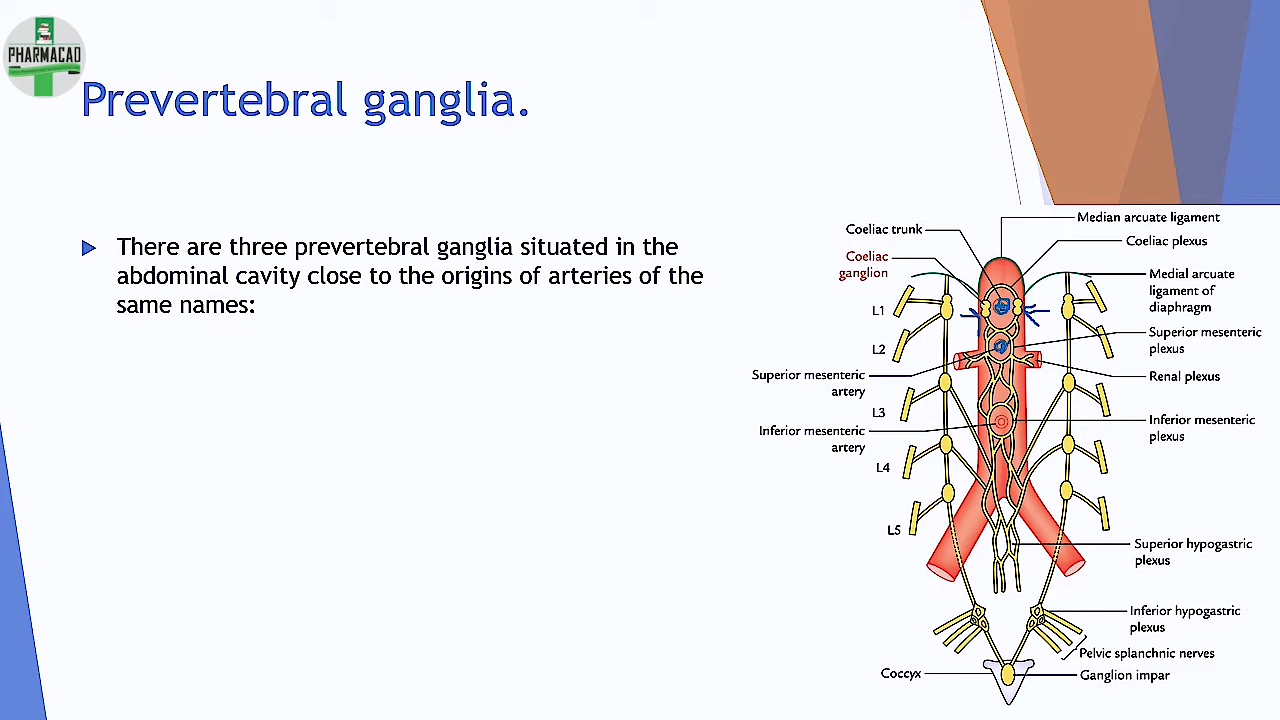 PHARMACAD
Prevertebral ganglia.
There are three prevertebral ganglia situated in the
abdominal cavity close to the origins of arteries of the
same names:
Median arcuate ligament
Coeliac trunk
Coeliac plexus
Coeliac
ganglion
Medial arcuate
ligament of
diaphragm
L1
Superior mesenteric
plexus
L2
Superior mesenteric
artery
Renal plexus
L3
Inferior mesenteric
plexus
Inferior mesenteric
artery
L4
L5
Superior hypogastric
plexus
Inferior hypogastric
plexus
Pelvic splanchnic nerves
Coccyx
Ganglion impar